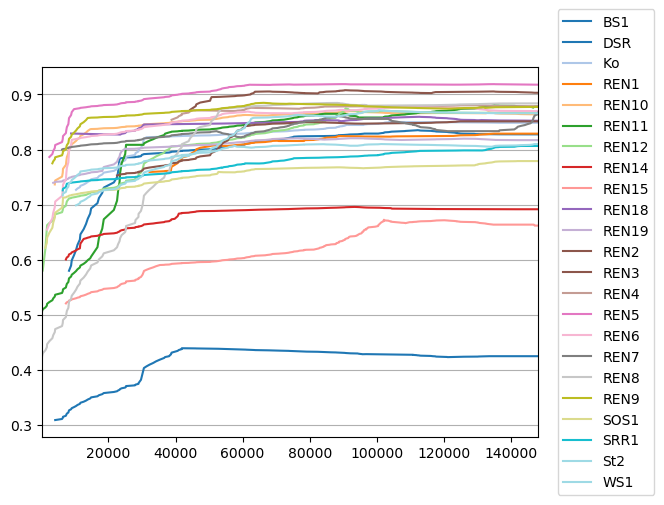 0.9
0.8
0.7
0.6
0.5
0.4
0.3
20000 40000 60000 80000 100000 120000 140000
BS1
DSR
Ko
REN1
REN10
REN11
REN12
REN14
REN15
REN18
REN19
REN2
REN3
REN4
REN5
REN6
REN7
REN8
REN9
SOS1
SRR1
St2
WS1